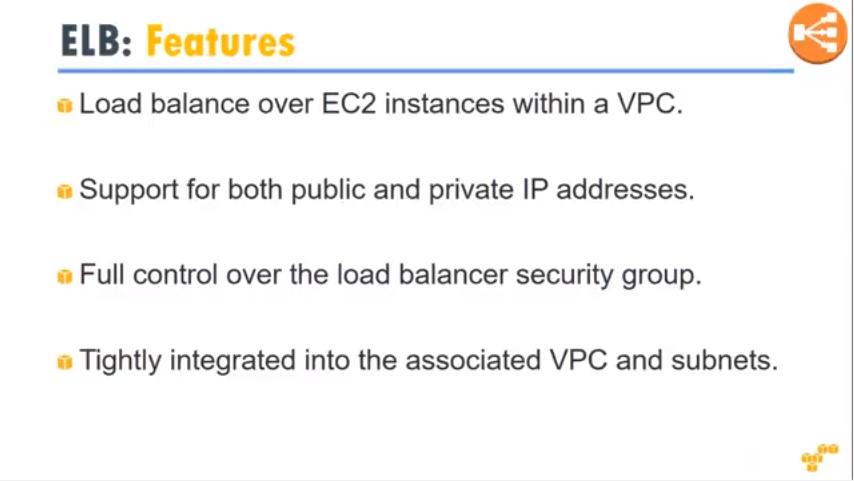 ELB: Features
Load balance over EC2 instances within a VPC.
Support for both public and private IP addresses.
Full control over the load balancer security group.
Tightly integrated into the associated VPC and subnets.